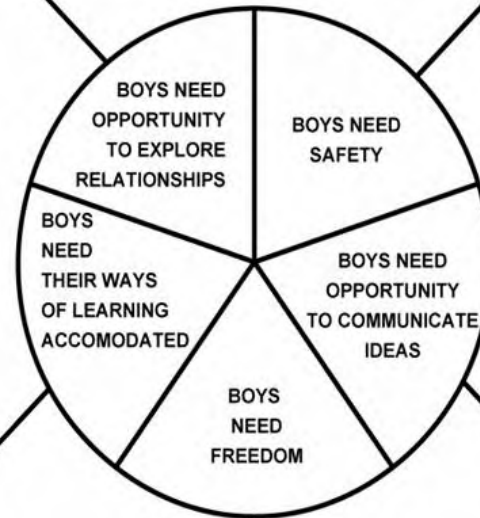 BOYS NEED
OPPORTUNITY
TO EXPLORE
RELATIONSHIPS
BOYS NEED
SAFETY
BOYS
NEED
THEIR WAYS
OF LEARNING
ACCOMODATED
BOYS NEED
OPPORTUNITY
TO COMMUNICATE
IDEAS
BOYS
NEED
FREEDOM